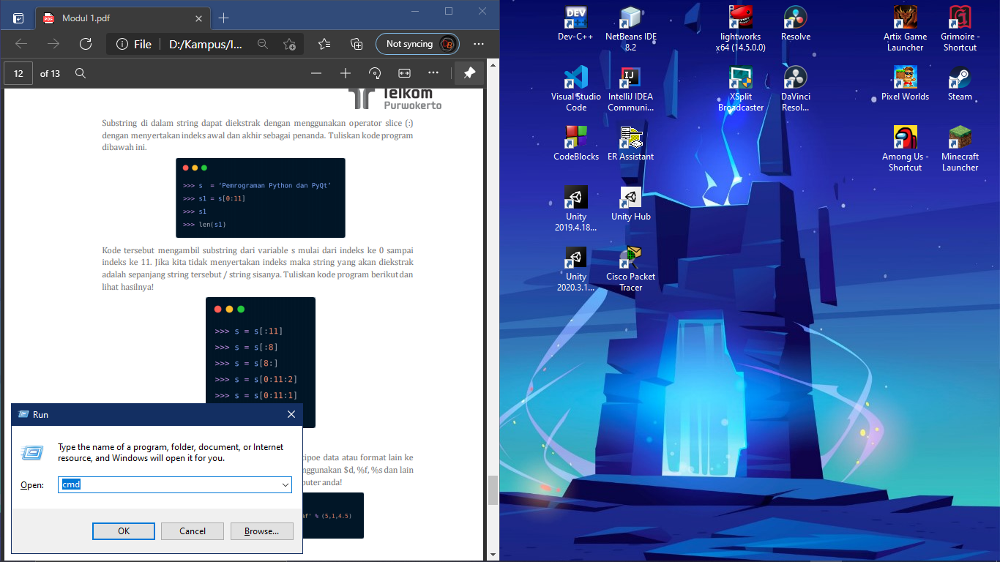 Modul 1.pdf
File
D:/Kampus/I...
Not syncing
12
of 13
Telkom
Purwokerto
Substring di dalam string dapat diekstrak dengan menggunakan operator slice (:)
dengan menyertakan indeks awal dan akhir sebagai penanda. Tuliskan kode program
dibawah ini.
>>> s = 'Pemrograman Python dan PyQt'
>>> s1 = s[0:11]
>>> s1
>>> len(s1)
Kode tersebut mengambil substring dari variable s mulai dari indeks ke 0 sampai
indeks ke 11. Jika kita tidak menyertakan indeks maka string yang akan diekstrak
adalah sepanjang string tersebut / string sisanya. Tuliskan kode program berikut dan
lihat hasilnya!
>>> s = s[:11]
>>> s = s[:8]
>>> s = s[8:]
>>> s = s[0:11:2]
>>> s = s[0:11:1]
tipoe data atau format lain ke
nggunakan $d, %f, %s dan lain
puter anda!
%f' % (5,1,4.5)
Run
Type the name of a program, folder, document, or Internet
resource, and Windows will open it for you.
Open:
cmd
OK
Cancel
Browse...
Dev-C++
NetBeans IDE
8.2
lightworks
x64 (14.5.0.0)
Resolve
Artix Game
Launcher
Grimoire -
Shortcut
Visual Studio
Code
IntelliJ IDEA
Communi...
XSplit
Broadcaster
DaVinci
Resol...
Pixel Worlds
Steam
CodeBlocks
ER Assistant
Among Us -
Shortcut
Minecraft
Launcher
Unity
2019.4.18...
Unity Hub
Unity
2020.3.1...
Cisco Packet
Tracer